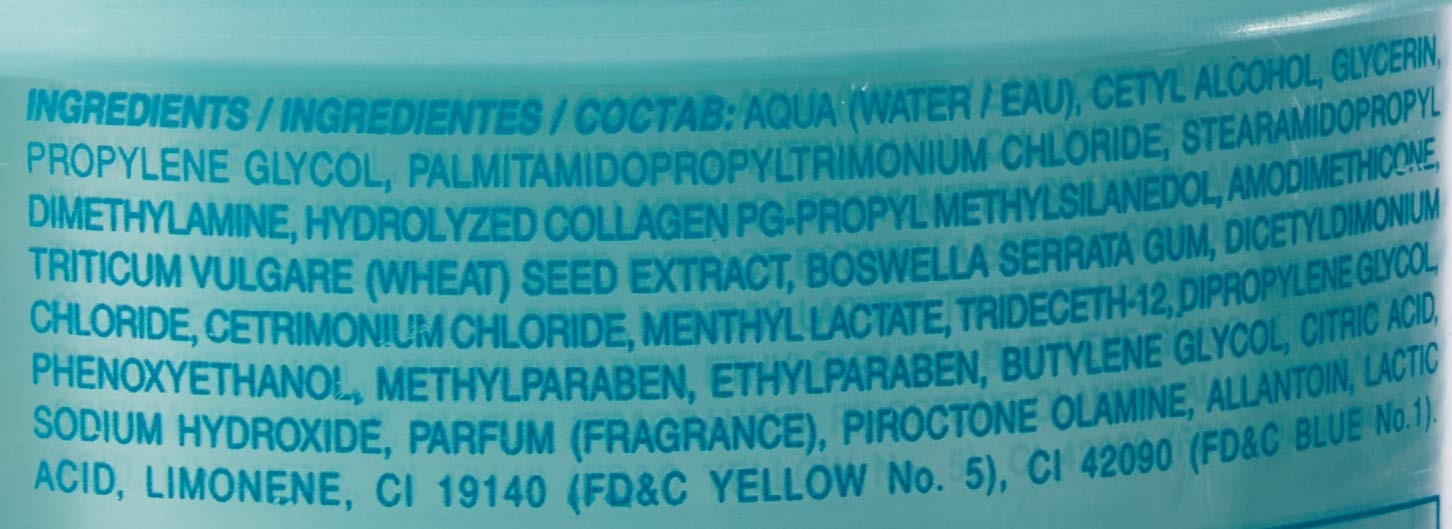 INGREDIENTS / INGREDIENTES / COCTAB: AQUA (WATER / EAU), CETYL ALCOHOL, GLYCERIN,
PROPYLENE GLYCOL, PALMITAMIDOPROPYLTRIMONIUM CHLORIDE, STEARAMIDOPROPYL
DIMETHYLAMINE, HYDROLYZED COLLAGEN PG-PROPYL METHYLSILANEDOL, AMODIMETHICONE,
TRITICUM VULGARE (WHEAT) SEED EXTRACT, BOSWELLA SERRATA GUM, DICETYLDIMONIUM
CHLORIDE, CETRIMONIUM CHLORIDE, MENTHYL LACTATE, TRIDECETH-12, DIPROPYLENE GLYCOL,
PHENOXYETHANOL, METHYLPARABEN, ETHYLPARABEN, BUTYLENE GLYCOL, CITRIC ACID,
SODIUM HYDROXIDE, PARFUM (FRAGRANCE), PIROCTONE OLAMINE, ALLANTOIN, LACTIC
ACID, LIMONENE, CI 19140 (FD&C YELLOW No. 5), CI 42090 (FD&C BLUE No.1).